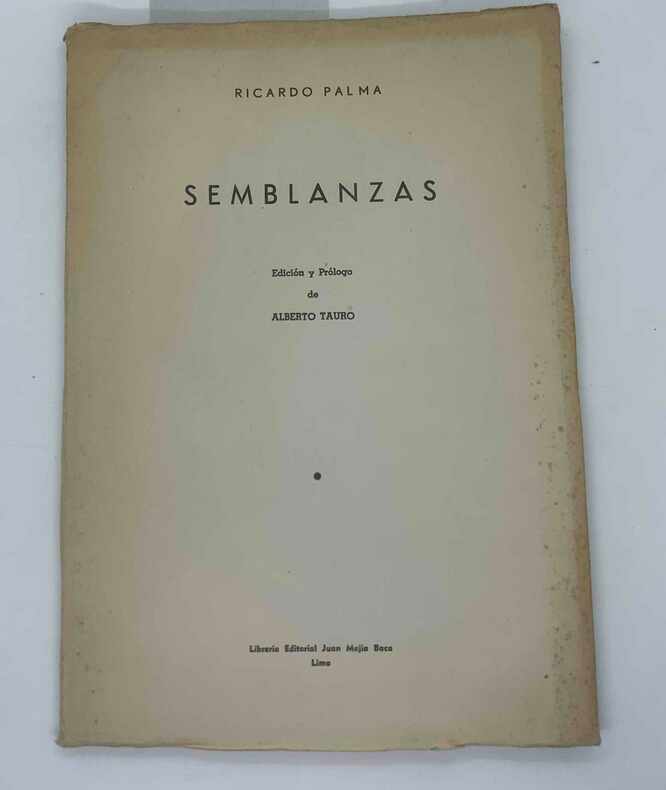 RICARDO PALMA
SEMBLANZAS
Edición y Prólogo
de
ALBERTO TAURO
Librería Editorial Juan Mejía Baca
Lima